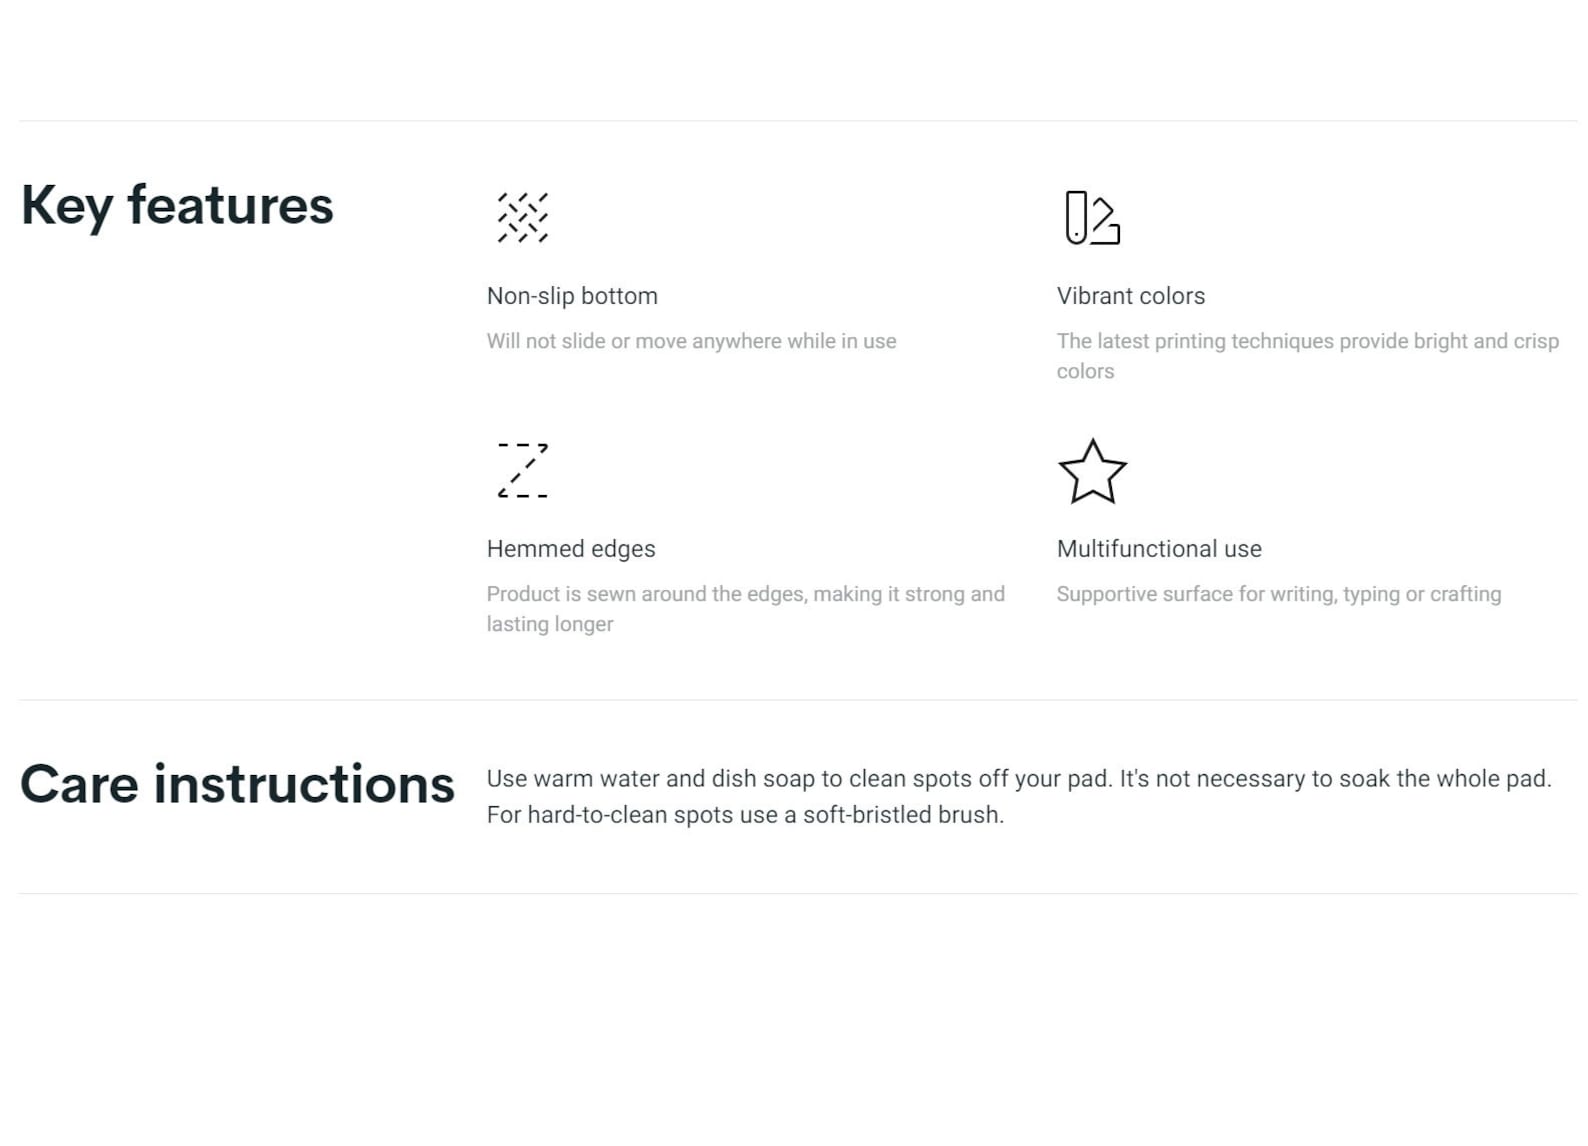 Key features
Non-slip bottom
Will not slide or move anywhere while in use
Vibrant colors
The latest printing techniques provide bright and crisp
colors
Hemmed edges
Product is sewn around the edges, making it strong and
lasting longer
Multifunctional use
Supportive surface for writing, typing or crafting
Care instructions
Use warm water and dish soap to clean spots off your pad. It's not necessary to soak the whole pad.
For hard-to-clean spots use a soft-bristled brush.